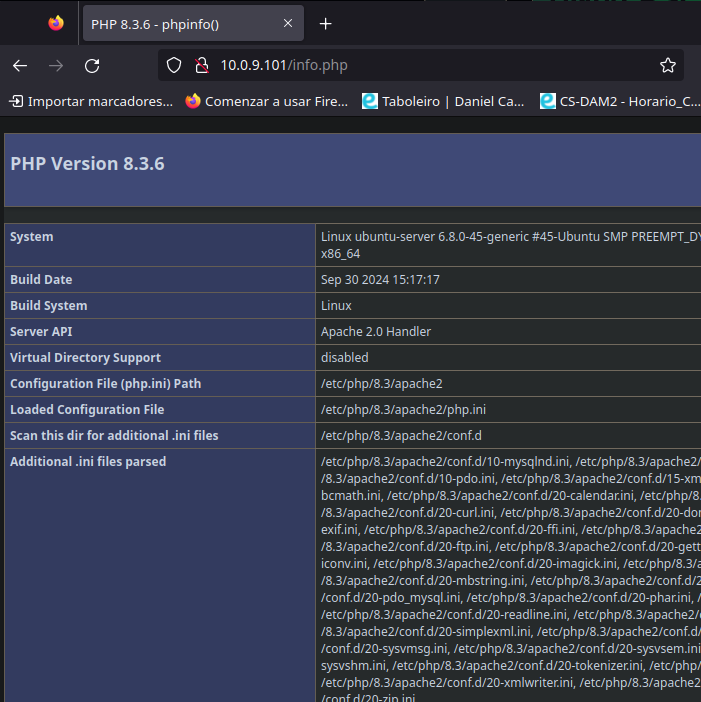 PHP 8.3.6 - phpinfo()
10.0.9.101/info.php
Importar marcadores... Comenzar a usar Fire... Taboleiro | Daniel Ca... CS-DAM2 - Horario_C...
PHP Version 8.3.6
System Linux ubuntu-server 6.8.0-45-generic #45-Ubuntu SMP PREEMPT_DY
x86_64
Build Date Sep 30 2024 15:17:17
Build System Linux
Server API Apache 2.0 Handler
Virtual Directory Support disabled
Configuration File (php.ini) Path /etc/php/8.3/apache2
Loaded Configuration File /etc/php/8.3/apache2/php.ini
Scan this dir for additional .ini files /etc/php/8.3/apache2/conf.d
Additional .ini files parsed /etc/php/8.3/apache2/conf.d/10-mysqlnd.ini, /etc/php/8.3/apache2/
/8.3/apache2/conf.d/10-pdo.ini, /etc/php/8.3/apache2/conf.d/15-xm
bcmath.ini, /etc/php/8.3/apache2/conf.d/20-calendar.ini, /etc/php/8.
/8.3/apache2/conf.d/20-curl.ini, /etc/php/8.3/apache2/conf.d/20-dom
exif.ini, /etc/php/8.3/apache2/conf.d/20-ffi.ini, /etc/php/8.3/apache2
/8.3/apache2/conf.d/20-ftp.ini, /etc/php/8.3/apache2/conf.d/20-gett
iconv.ini, /etc/php/8.3/apache2/conf.d/20-imagick.ini, /etc/php/8.3/a
/8.3/apache2/conf.d/20-mbstring.ini, /etc/php/8.3/apache2/conf.d/2
/conf.d/20-pdo_mysql.ini, /etc/php/8.3/apache2/conf.d/20-phar.ini, /
/etc/php/8.3/apache2/conf.d/20-readline.ini, /etc/php/8.3/apache2/c
/8.3/apache2/conf.d/20-simplexml.ini, /etc/php/8.3/apache2/conf.d/
/conf.d/20-sysvmsg.ini, /etc/php/8.3/apache2/conf.d/20-sysvsem.ini
sysvshm.ini, /etc/php/8.3/apache2/conf.d/20-tokenizer.ini, /etc/php/
/etc/php/8.3/apache2/conf.d/20-xmlwriter.ini, /etc/php/8.3/apache2
/conf.d/20-zip.ini